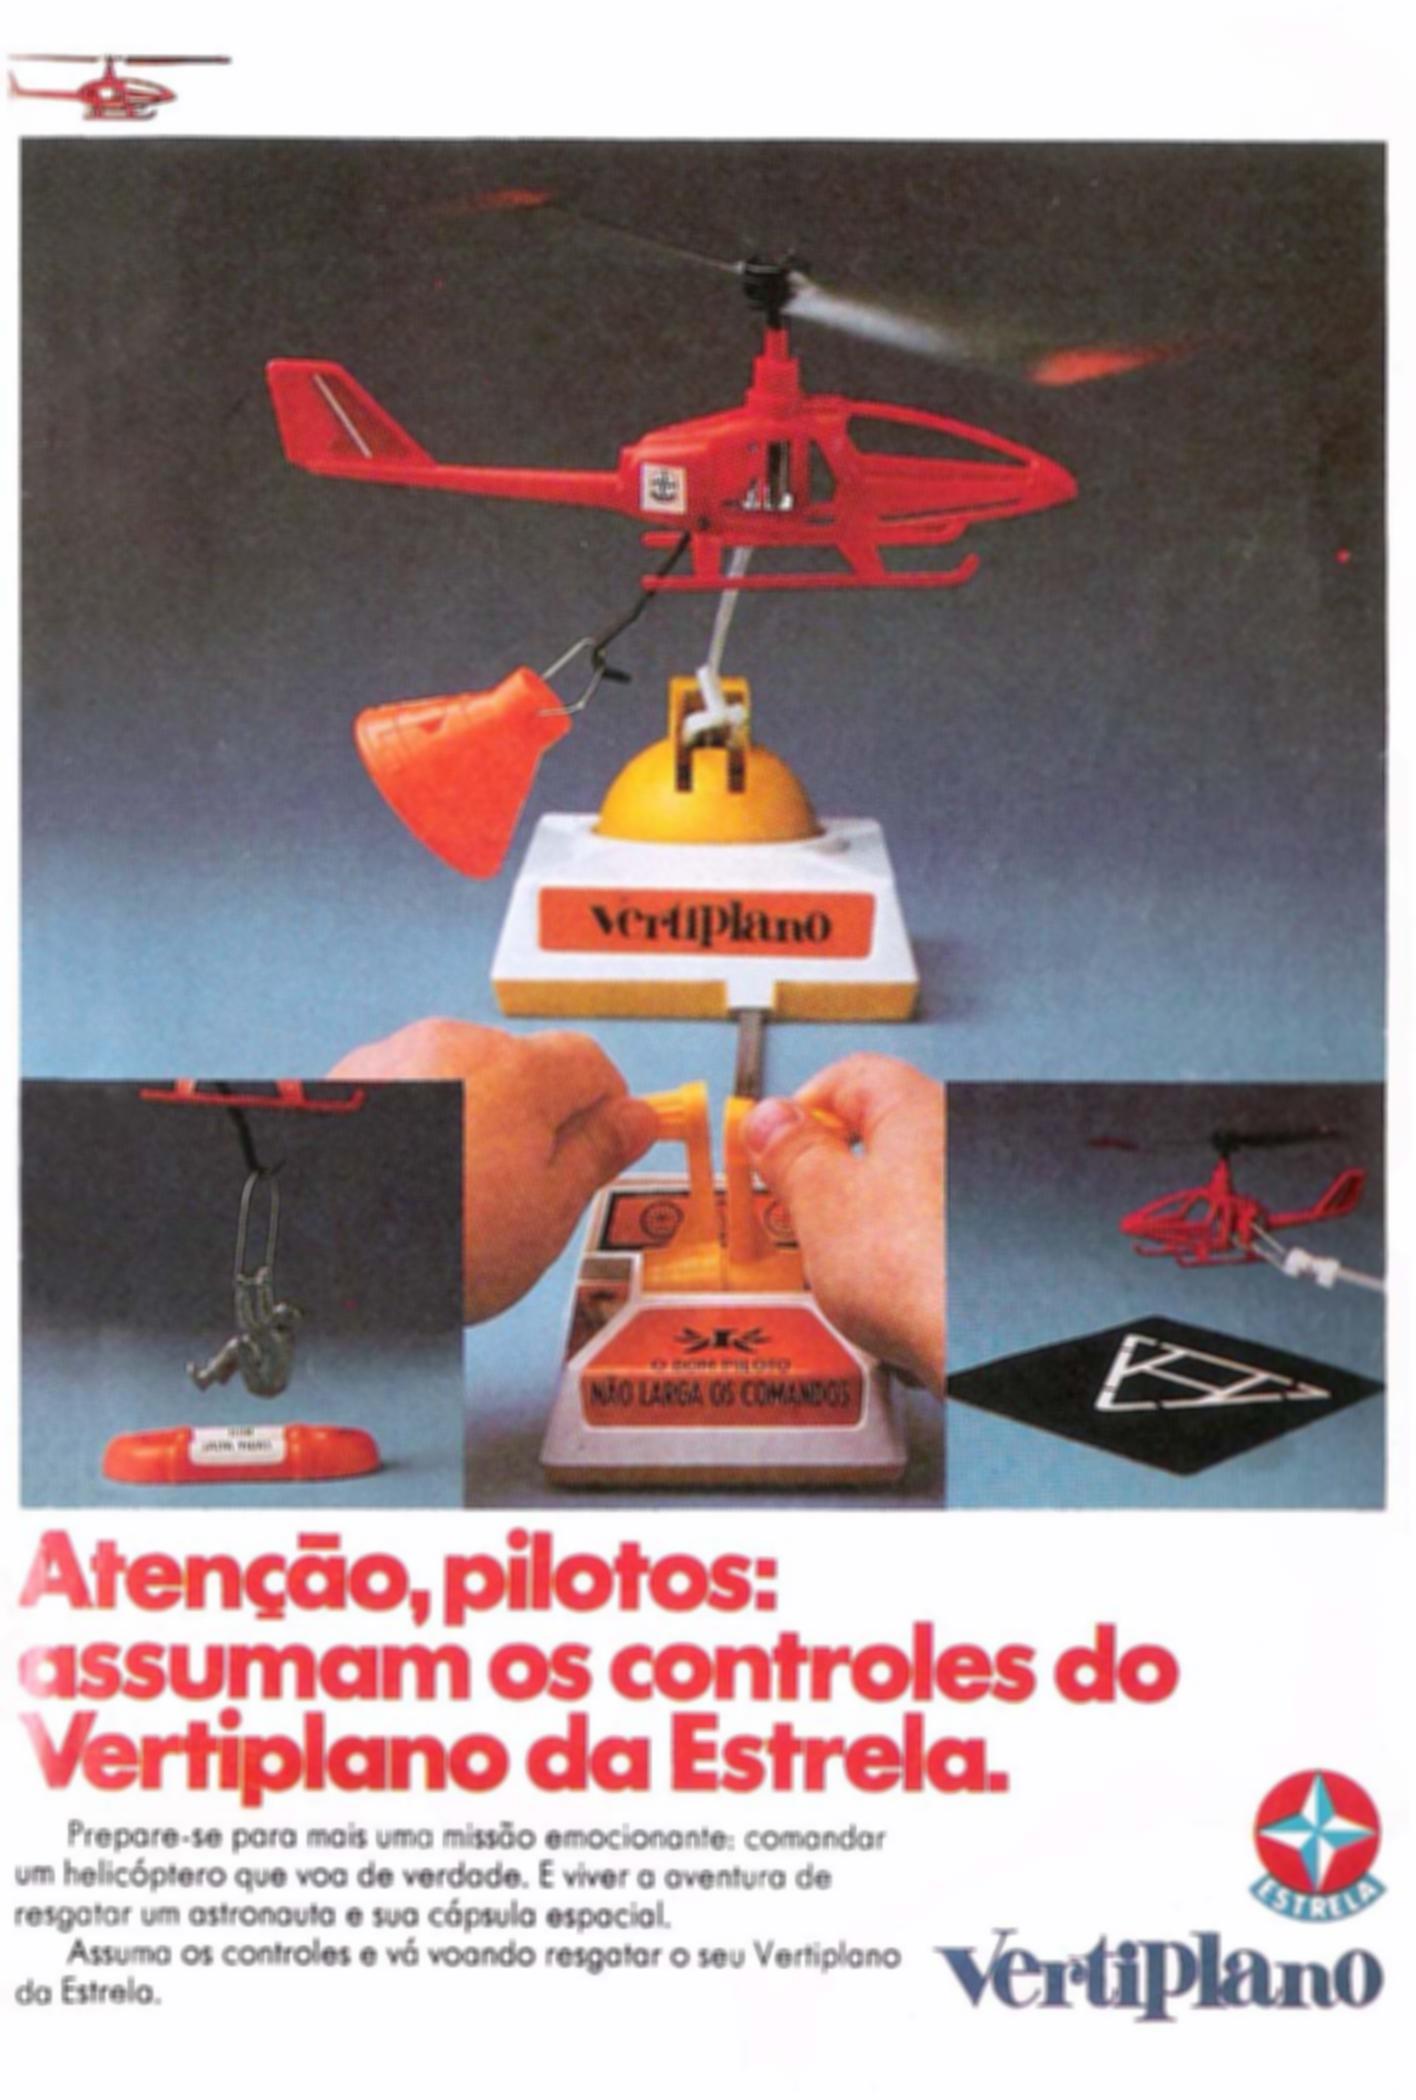 vertiplano
O BOM PILOTO
NÃO LARGA OS COMANDOS
Atenção, pilotos:
assumam os controles do
Vertiplano da Estrela.
Prepare-se para mais uma missão emocionante: comandar
um helicóptero que voa de verdade. E viver a aventura de
resgatar um astronauta e sua cápsula espacial.
Assuma os controles e vá voando resgatar o seu Vertiplano
da Estrela.
ESTRELA
vertiplano